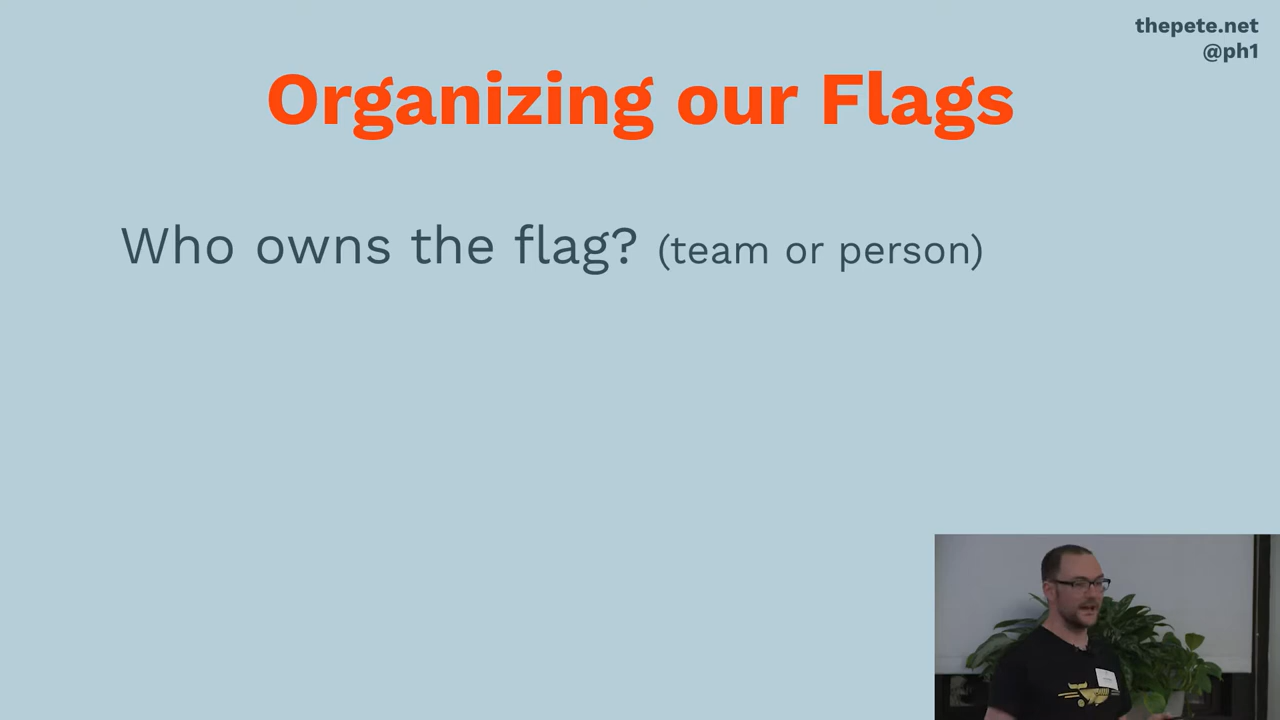 thepete.net
@ph1
Organizing our Flags
Who owns the flag? (team or person)